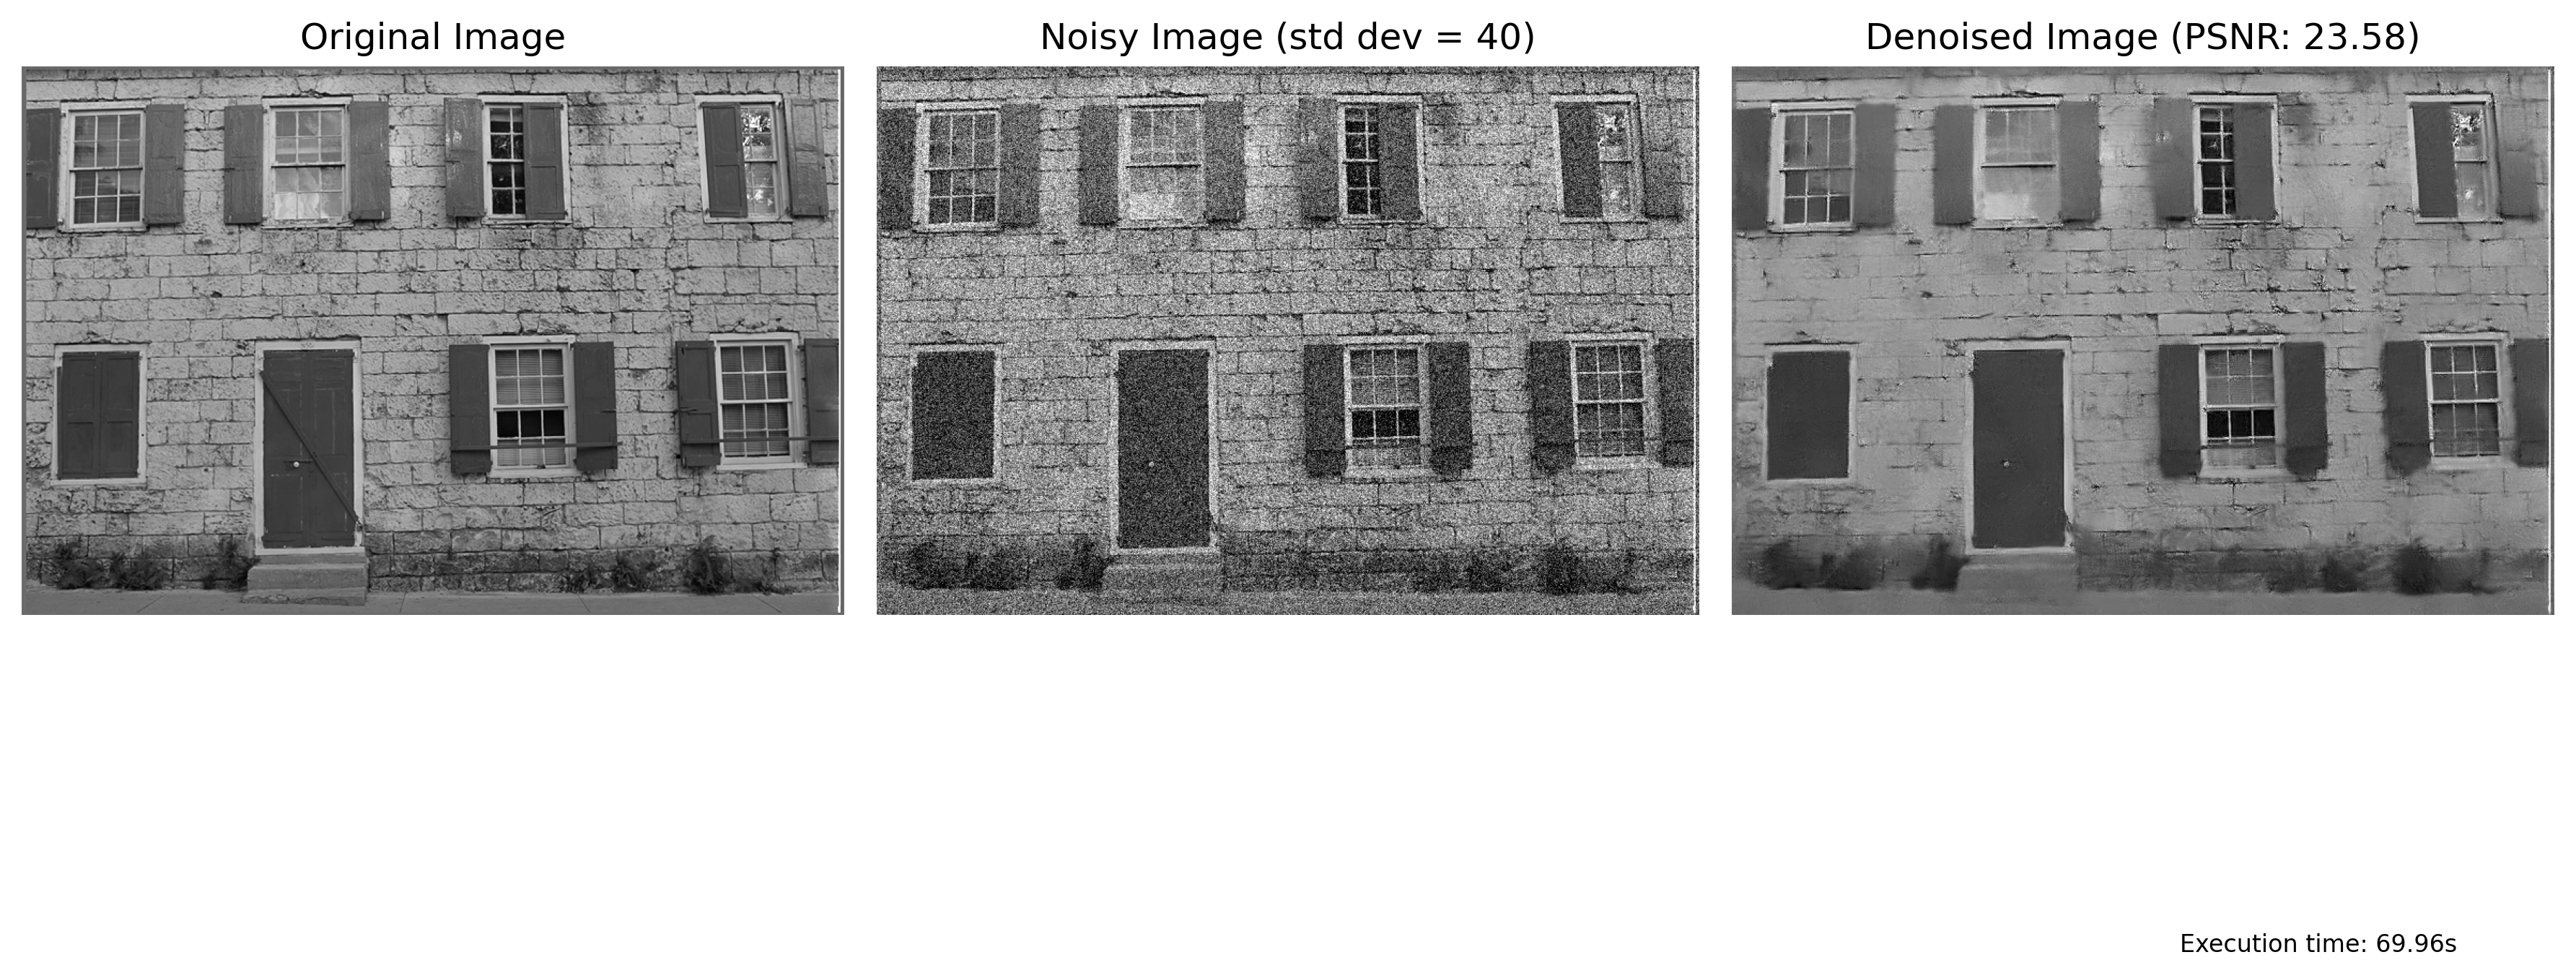 Original Image
Noisy Image (std dev = 40)
Denoised Image (PSNR: 23.58)
Execution time: 69.96s